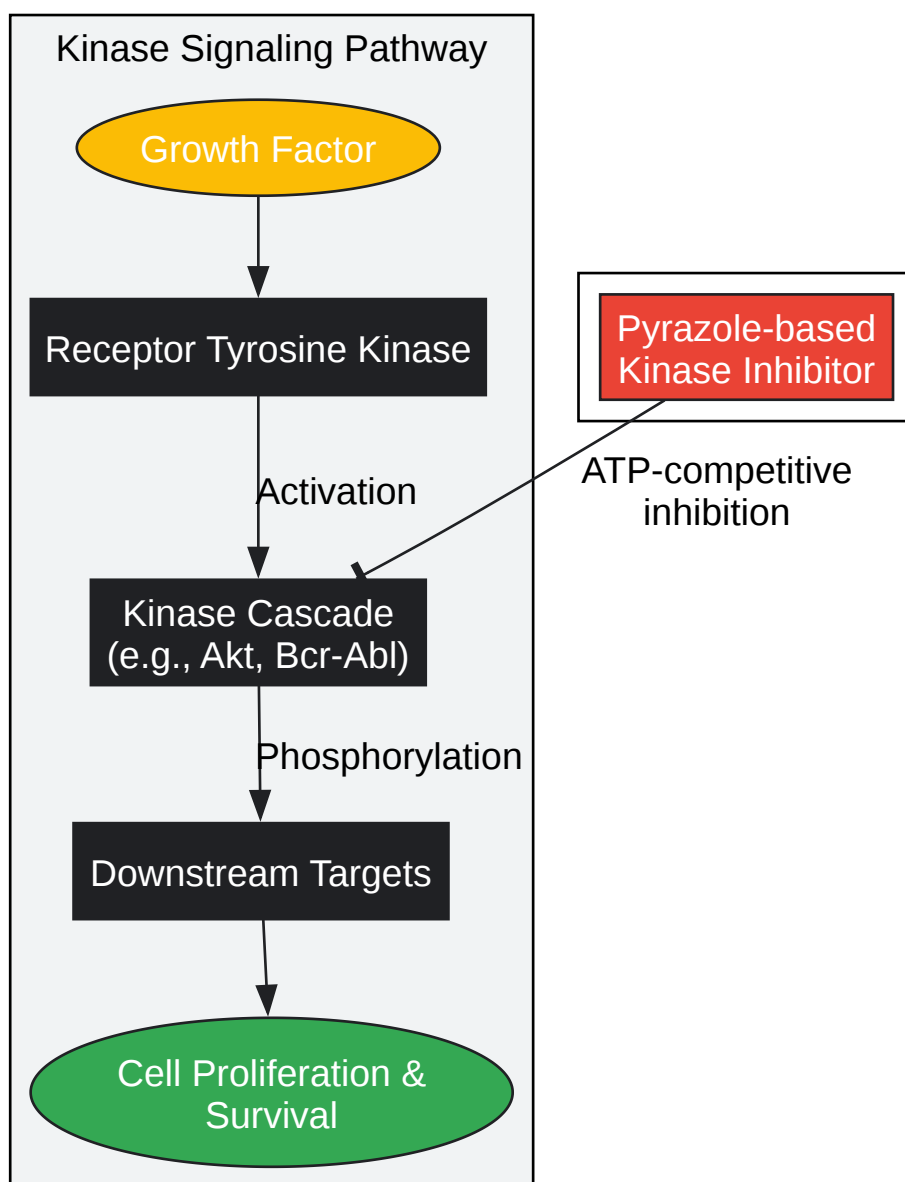 Kinase Signaling Pathway
Growth Factor
Receptor Tyrosine Kinase
Pyrazole-based
Kinase Inhibitor
Activation
ATP-competitive
inhibition
Kinase Cascade
(e.g., Akt, Bcr-Abl)
Phosphorylation
Downstream Targets
Cell Proliferation &
Survival